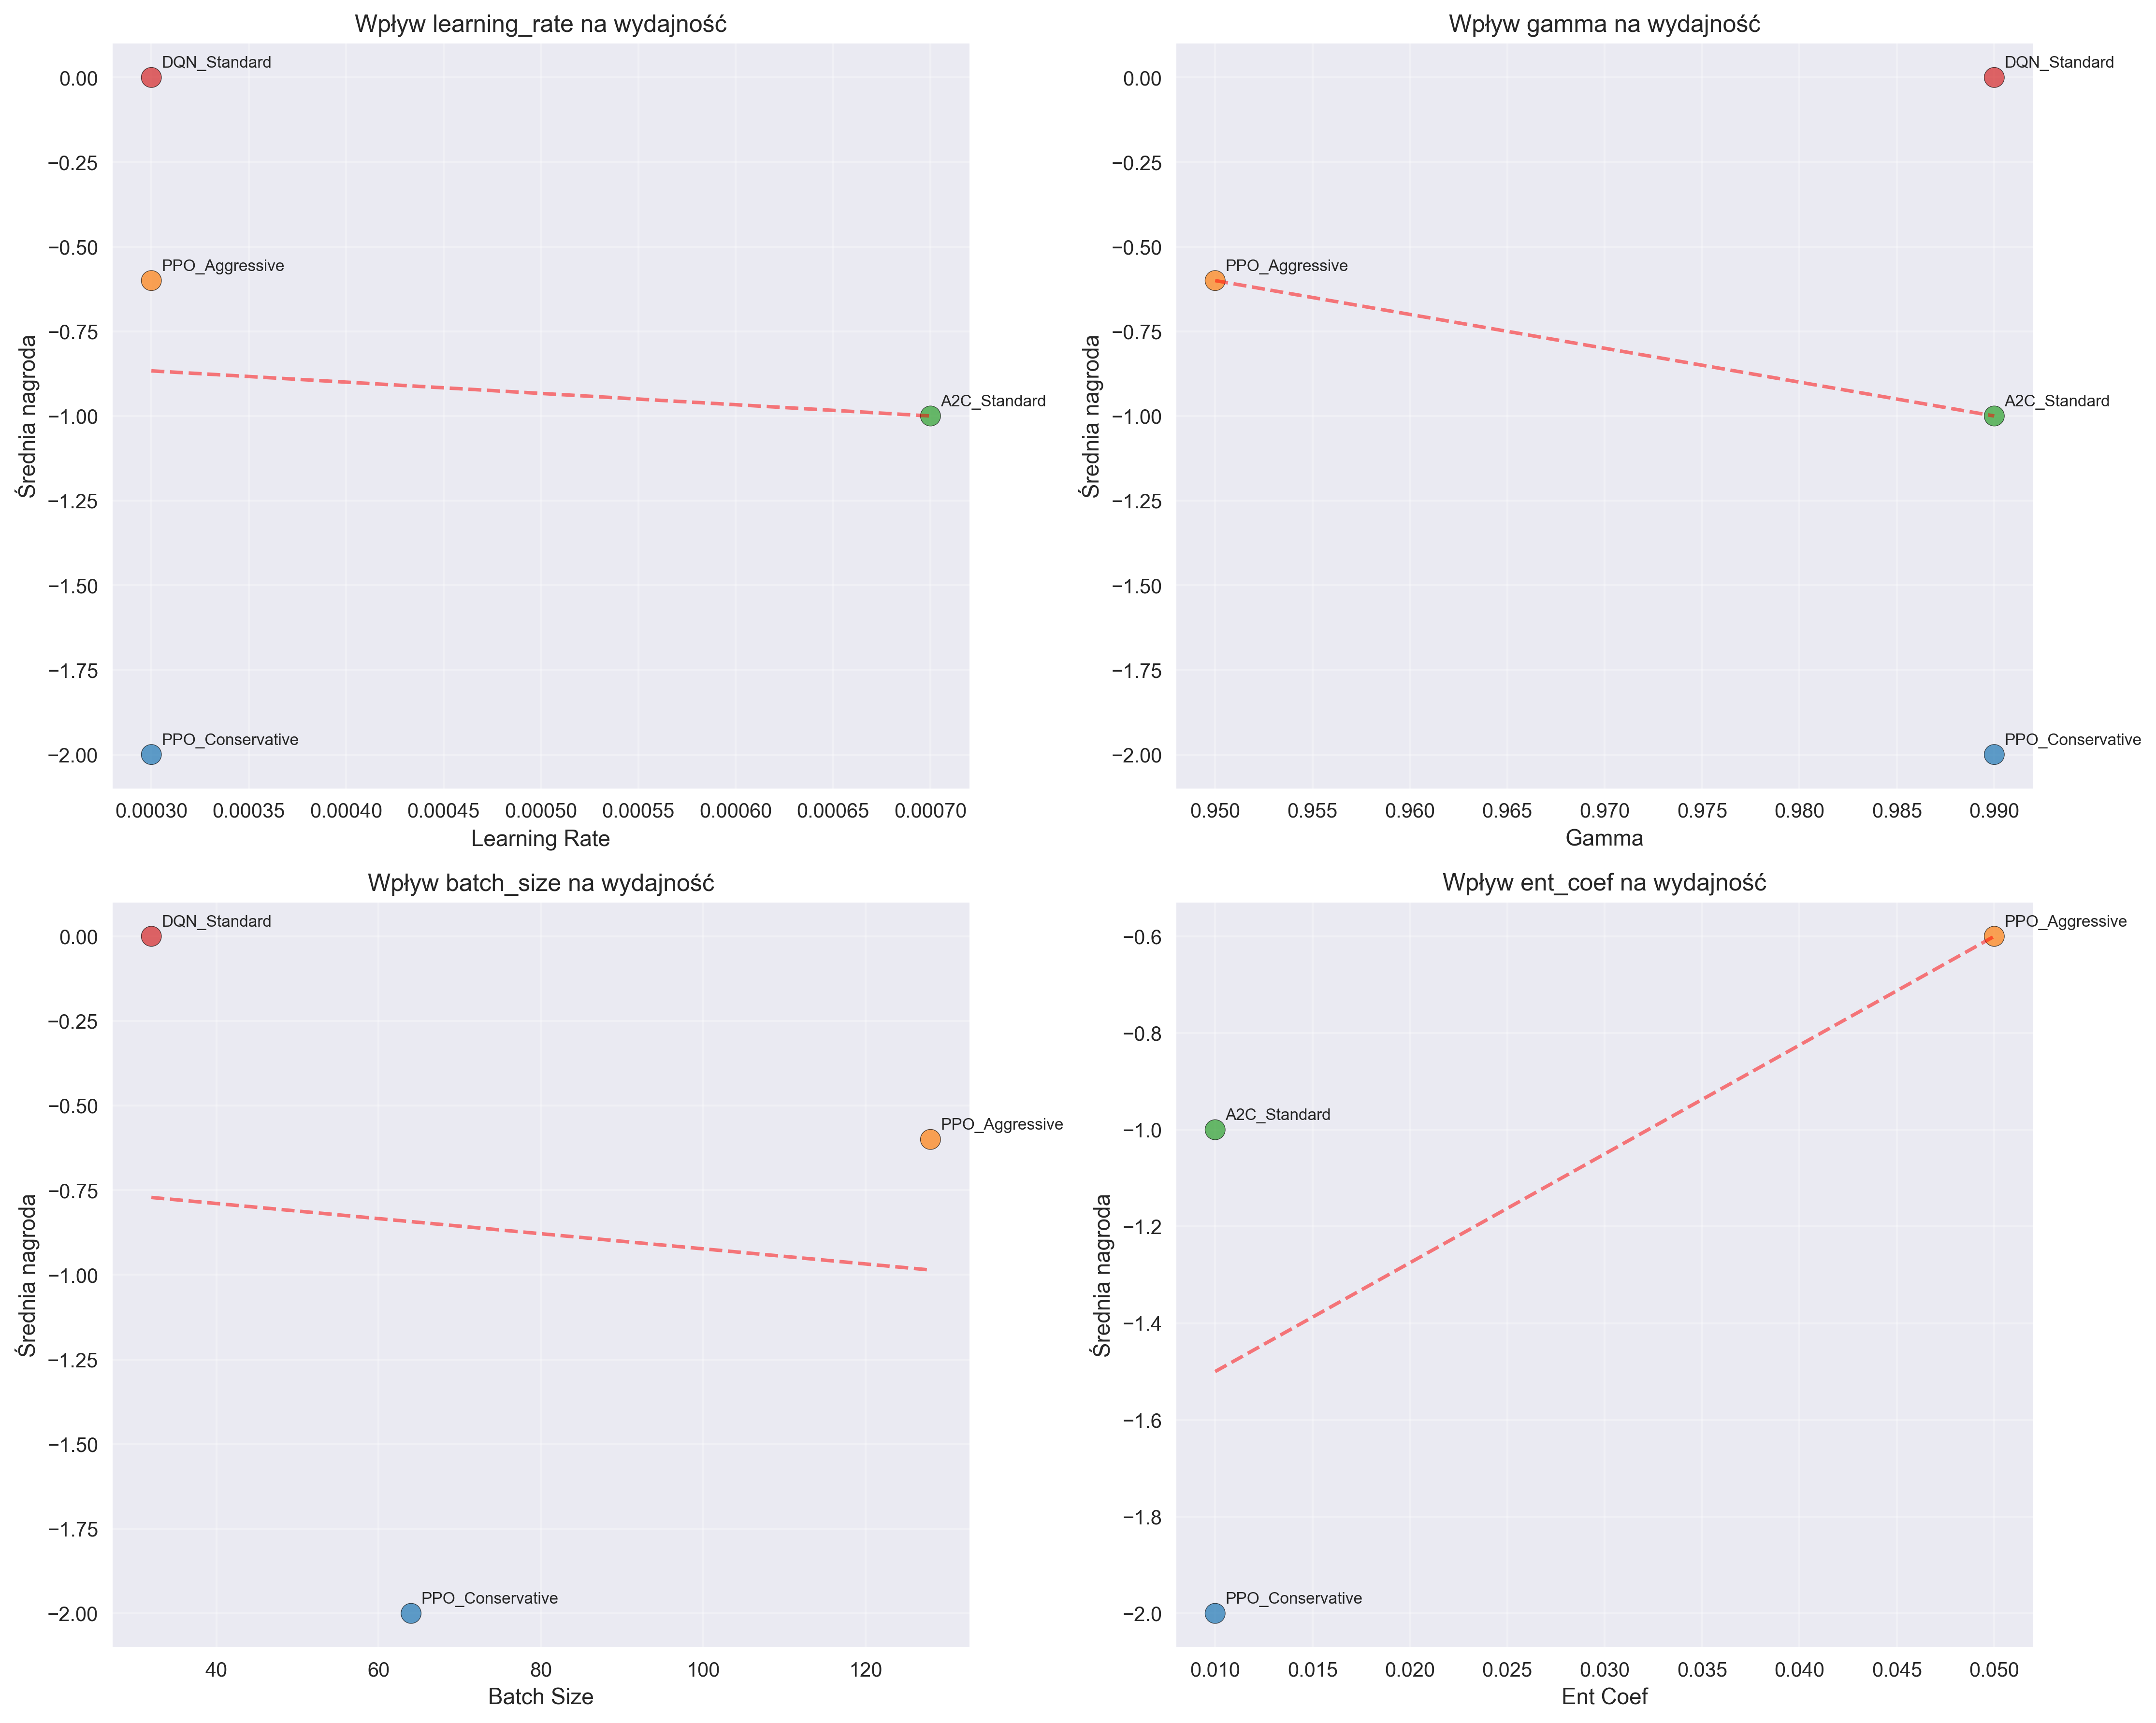 Wpływ learning_rate na wydajność
DQN_Standard
PPO_Aggressive
A2C_Standard
PPO_Conservative
0.00
−0.25
−0.50
−0.75
−1.00
−1.25
−1.50
−1.75
−2.00
Średnia nagroda
0.00030 0.00035 0.00040 0.00045 0.00050 0.00055 0.00060 0.00065 0.00070
Learning Rate
Wpływ gamma na wydajność
DQN_Standard
PPO_Aggressive
A2C_Standard
PPO_Conservative
0.00
−0.25
−0.50
−0.75
−1.00
−1.25
−1.50
−1.75
−2.00
Średnia nagroda
0.950 0.955 0.960 0.965 0.970 0.975 0.980 0.985 0.990
Gamma
Wpływ batch_size na wydajność
DQN_Standard
PPO_Aggressive
PPO_Conservative
0.00
−0.25
−0.50
−0.75
−1.00
−1.25
−1.50
−1.75
−2.00
Średnia nagroda
40 60 80 100 120
Batch Size
Wpływ ent_coef na wydajność
PPO_Aggressive
A2C_Standard
PPO_Conservative
−0.6
−0.8
−1.0
−1.2
−1.4
−1.6
−1.8
−2.0
Średnia nagroda
0.010 0.015 0.020 0.025 0.030 0.035 0.040 0.045 0.050
Ent Coef